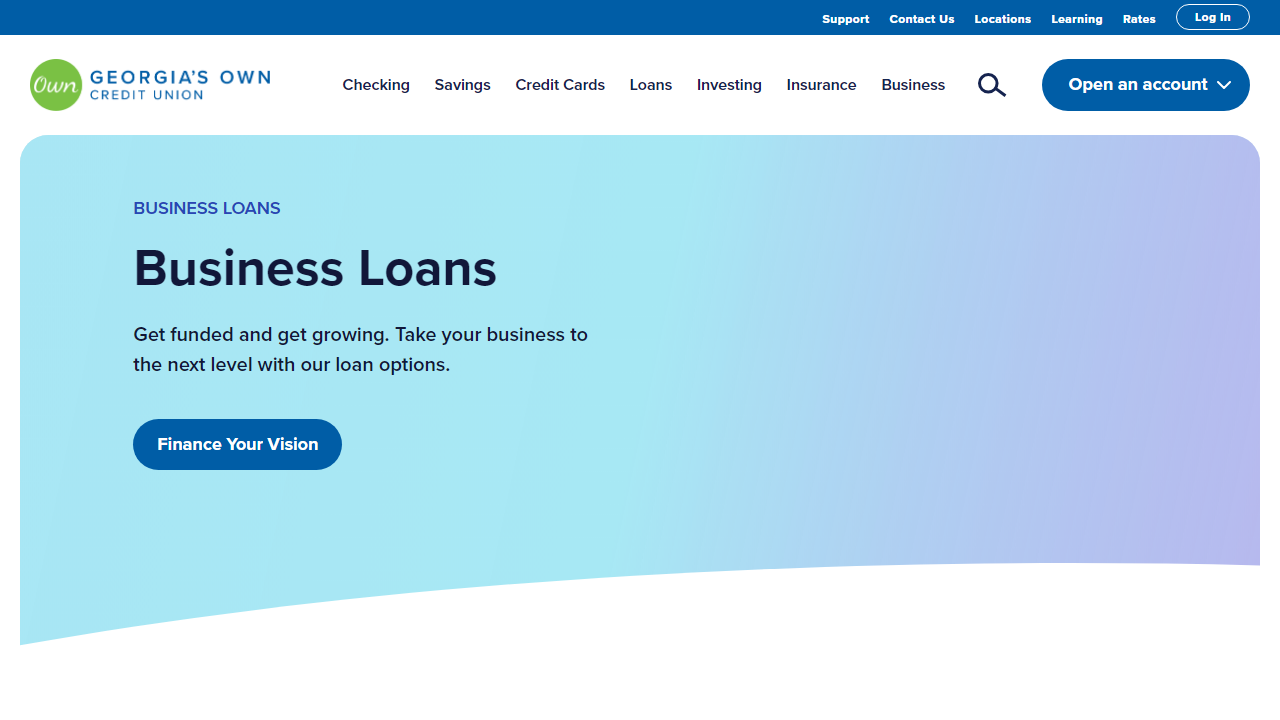 Support Contact Us Locations Learning Rates Log In
Own GEORGIA'S OWN
CREDIT UNION
Checking Savings Credit Cards Loans Investing Insurance Business Open an account
BUSINESS LOANS
Business Loans
Get funded and get growing. Take your business to
the next level with our loan options.
Finance Your Vision